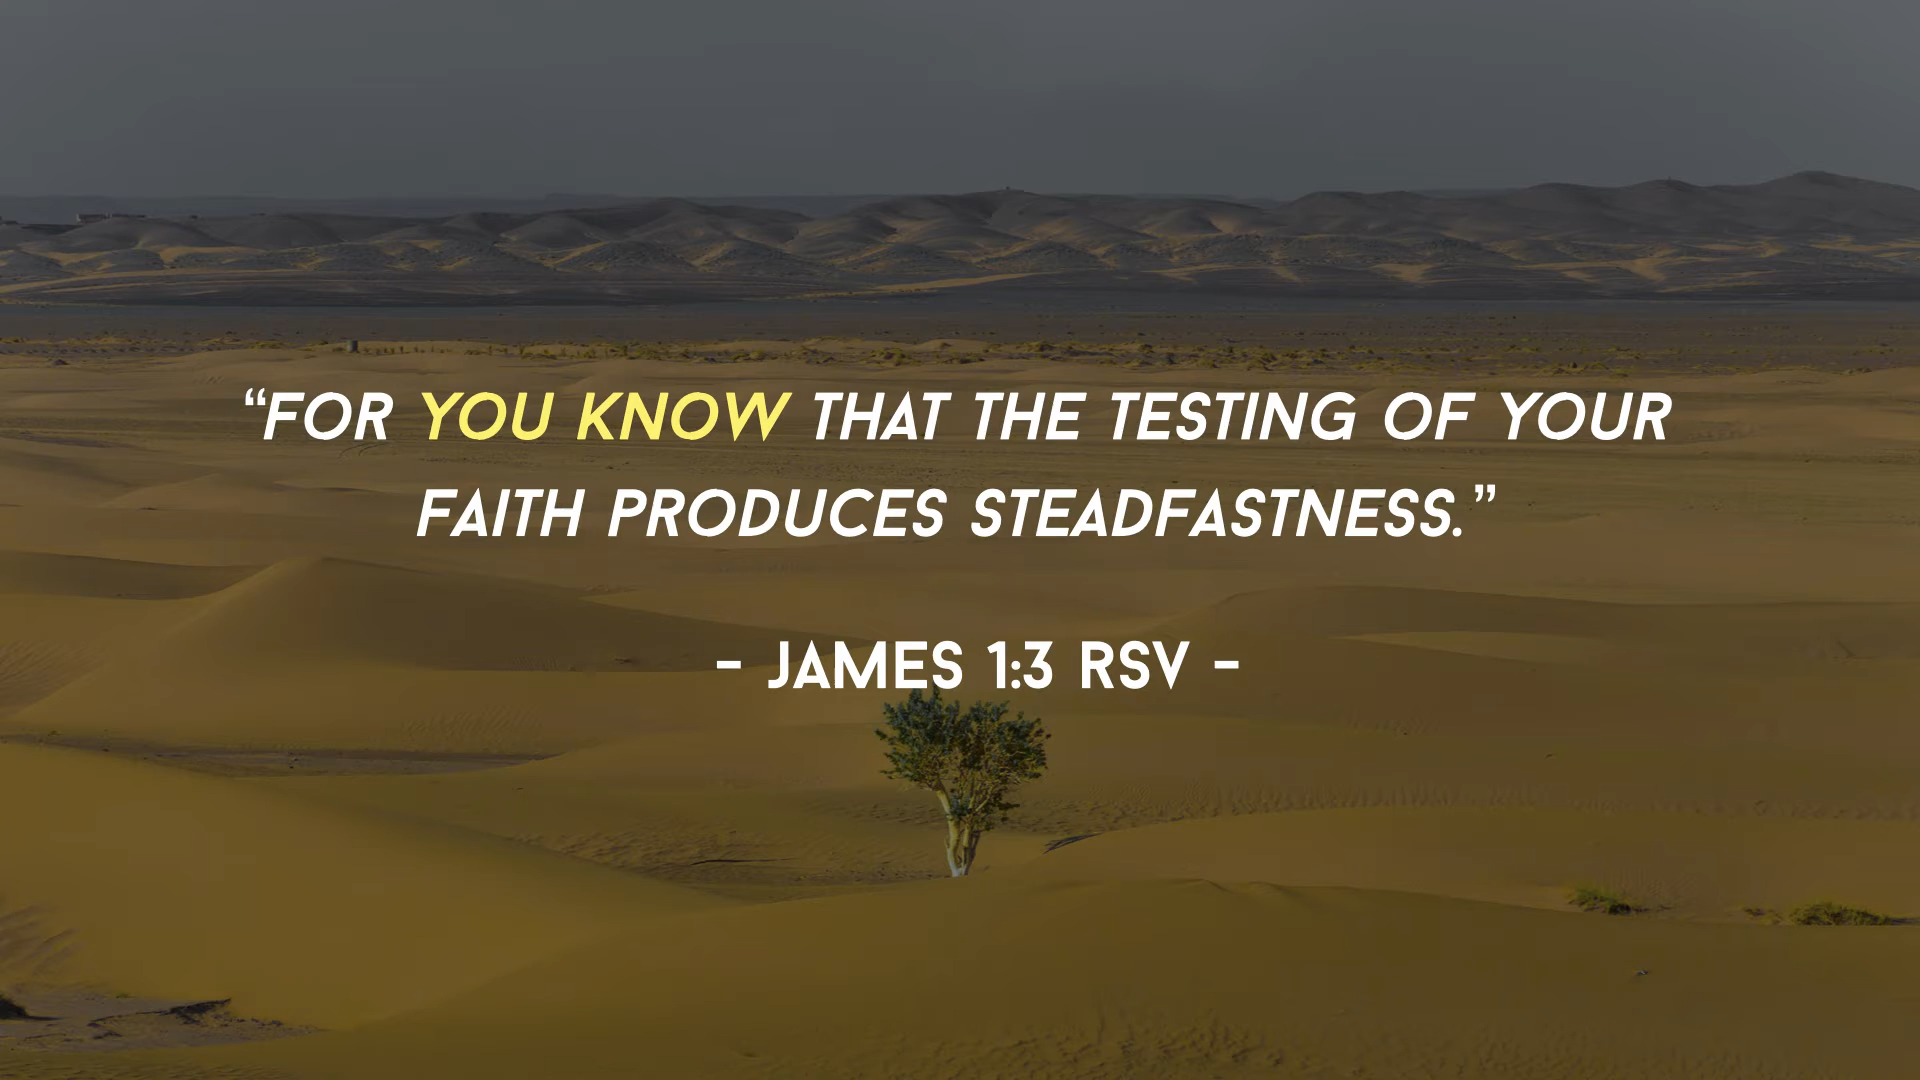 “FOR YOU KNOW THAT THE TESTING OF YOUR
FAITH PRODUCES STEADFASTNESS.”
- JAMES 1:3 RSV -